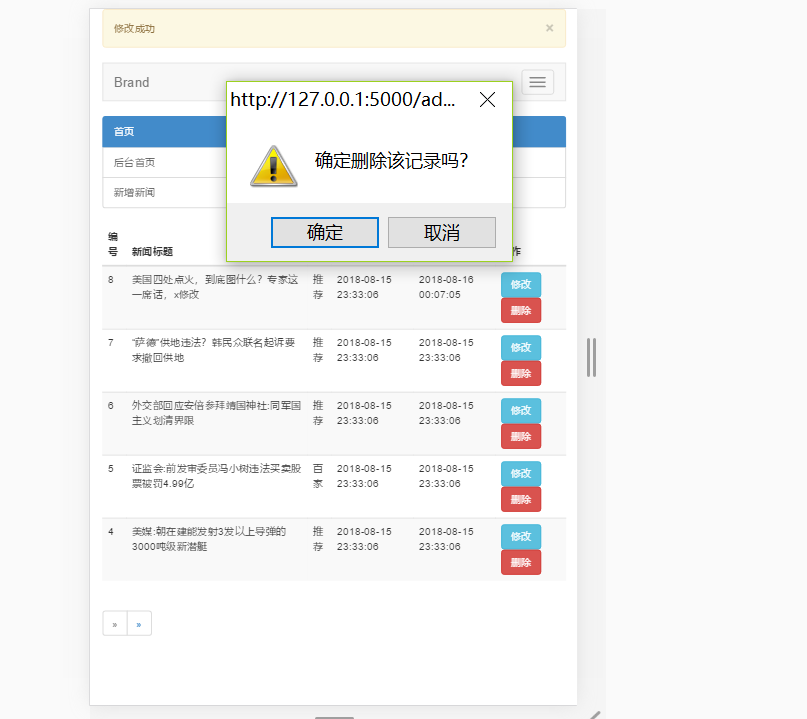 修改成功
×
Brand
http://127.0.0.1:5000/ad...
确定删除该记录吗?
确定
取消
首页
后台首页
新增新闻
编号
新闻标题
作
8
美国四处点火，到底图什么？专家这
一席话，x修改
推荐
2018-08-15
23:33:06
2018-08-16
00:07:05
修改
删除
7
“萨德”供地违法？韩民众联名起诉要
求撤回供地
推荐
2018-08-15
23:33:06
2018-08-15
23:33:06
修改
删除
6
外交部回应安倍参拜靖国神社:同军国
主义划清界限
推荐
2018-08-15
23:33:06
2018-08-15
23:33:06
修改
删除
5
证监会:前发审委员冯小树违法买卖股
票被罚4.99亿
百家
2018-08-15
23:33:06
2018-08-15
23:33:06
修改
删除
4
美媒:朝在建能发射3发以上导弹的
3000吨级新潜艇
推荐
2018-08-15
23:33:06
2018-08-15
23:33:06
修改
删除
» »